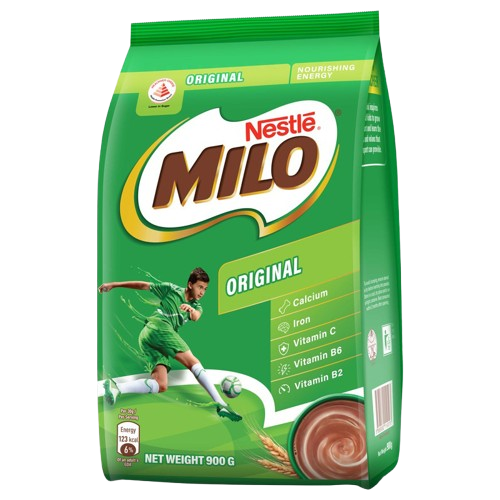 ORIGINAL
NOURISHING
ENERGY
Nestlé
MILO
ORIGINAL
Calcium
Iron
Vitamin C
Vitamin B6
Vitamin B2
Energy
123 kcal
6%
NET WEIGHT 900 G